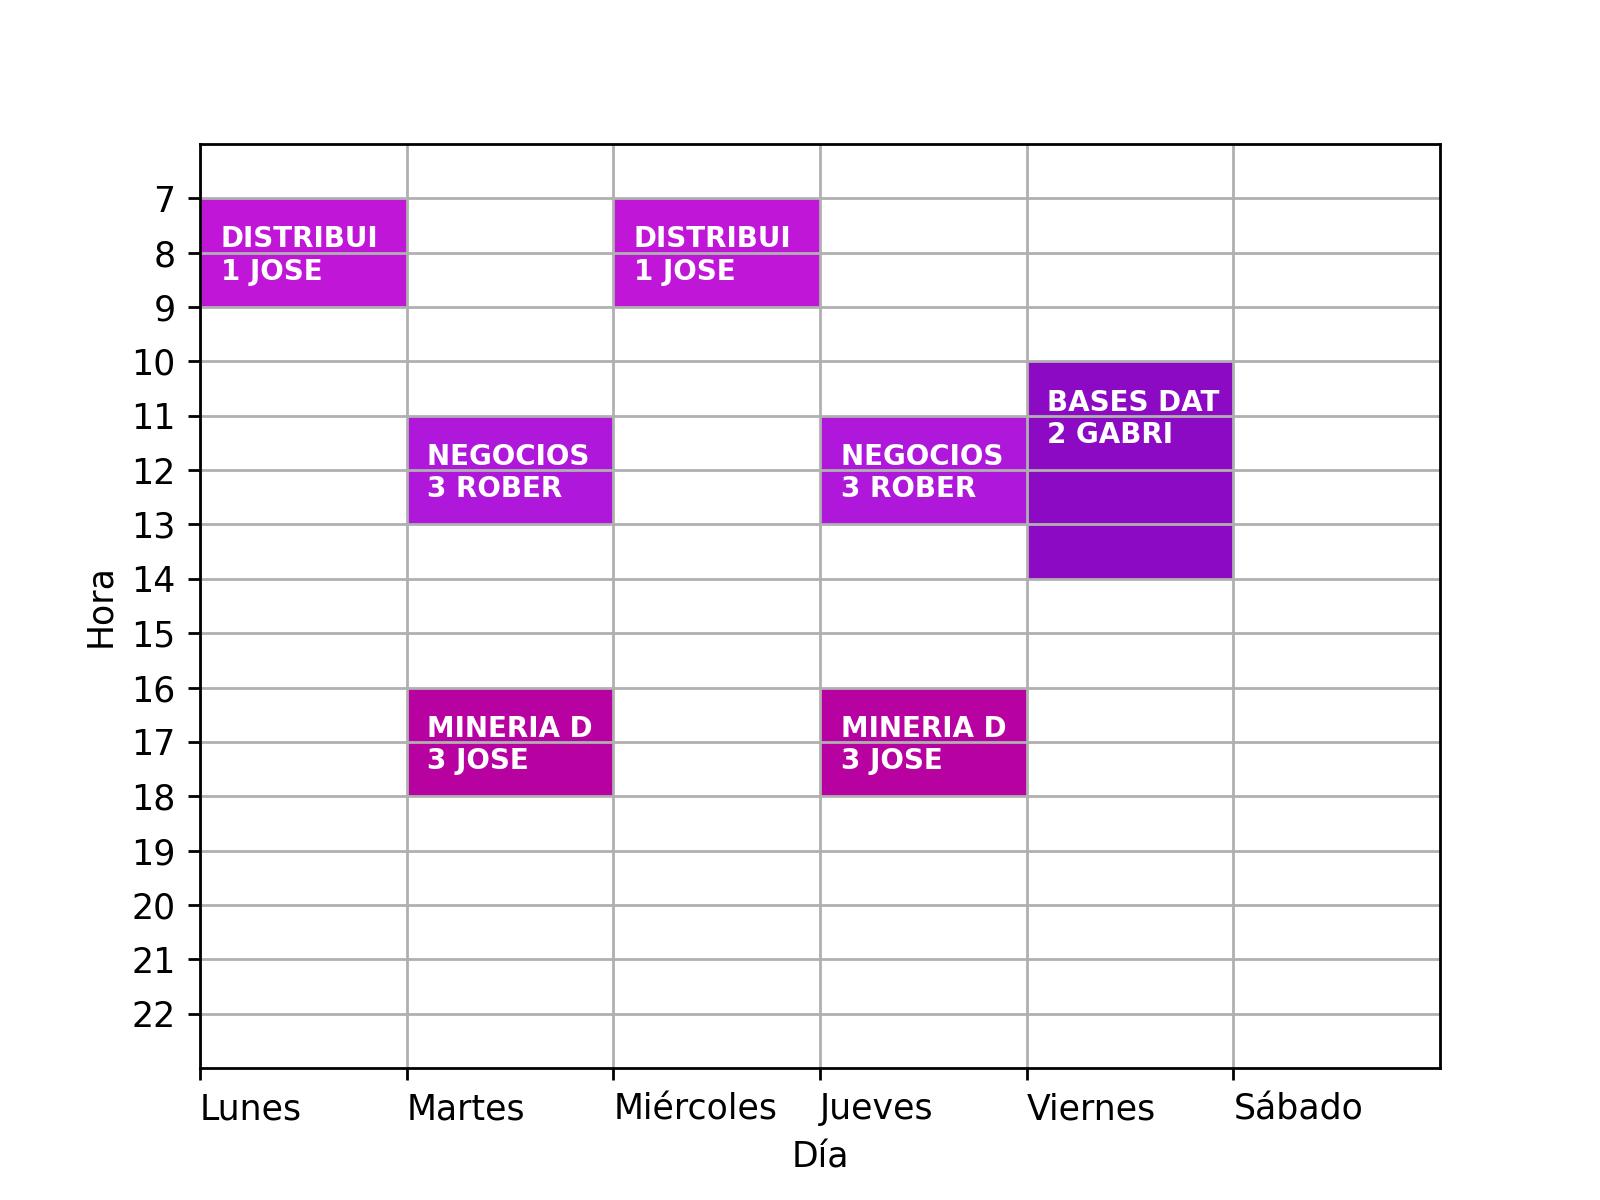 7
DISTRIBUI
1 JOSE
DISTRIBUI
1 JOSE
8
9
10
BASES DAT
2 GABRI
11
NEGOCIOS
3 ROBER
NEGOCIOS
3 ROBER
12
13
14
Hora
15
16
MINERIA D
3 JOSE
MINERIA D
3 JOSE
17
18
19
20
21
22
Lunes Martes Miércoles Jueves Viernes Sábado
Día